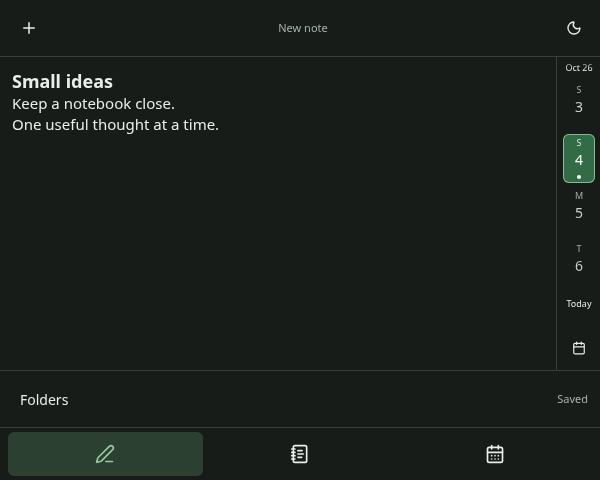 New note
Small ideas
Keep a notebook close.
One useful thought at a time.
Oct 26
S
3
S
4
M
5
T
6
Today
Folders
Saved